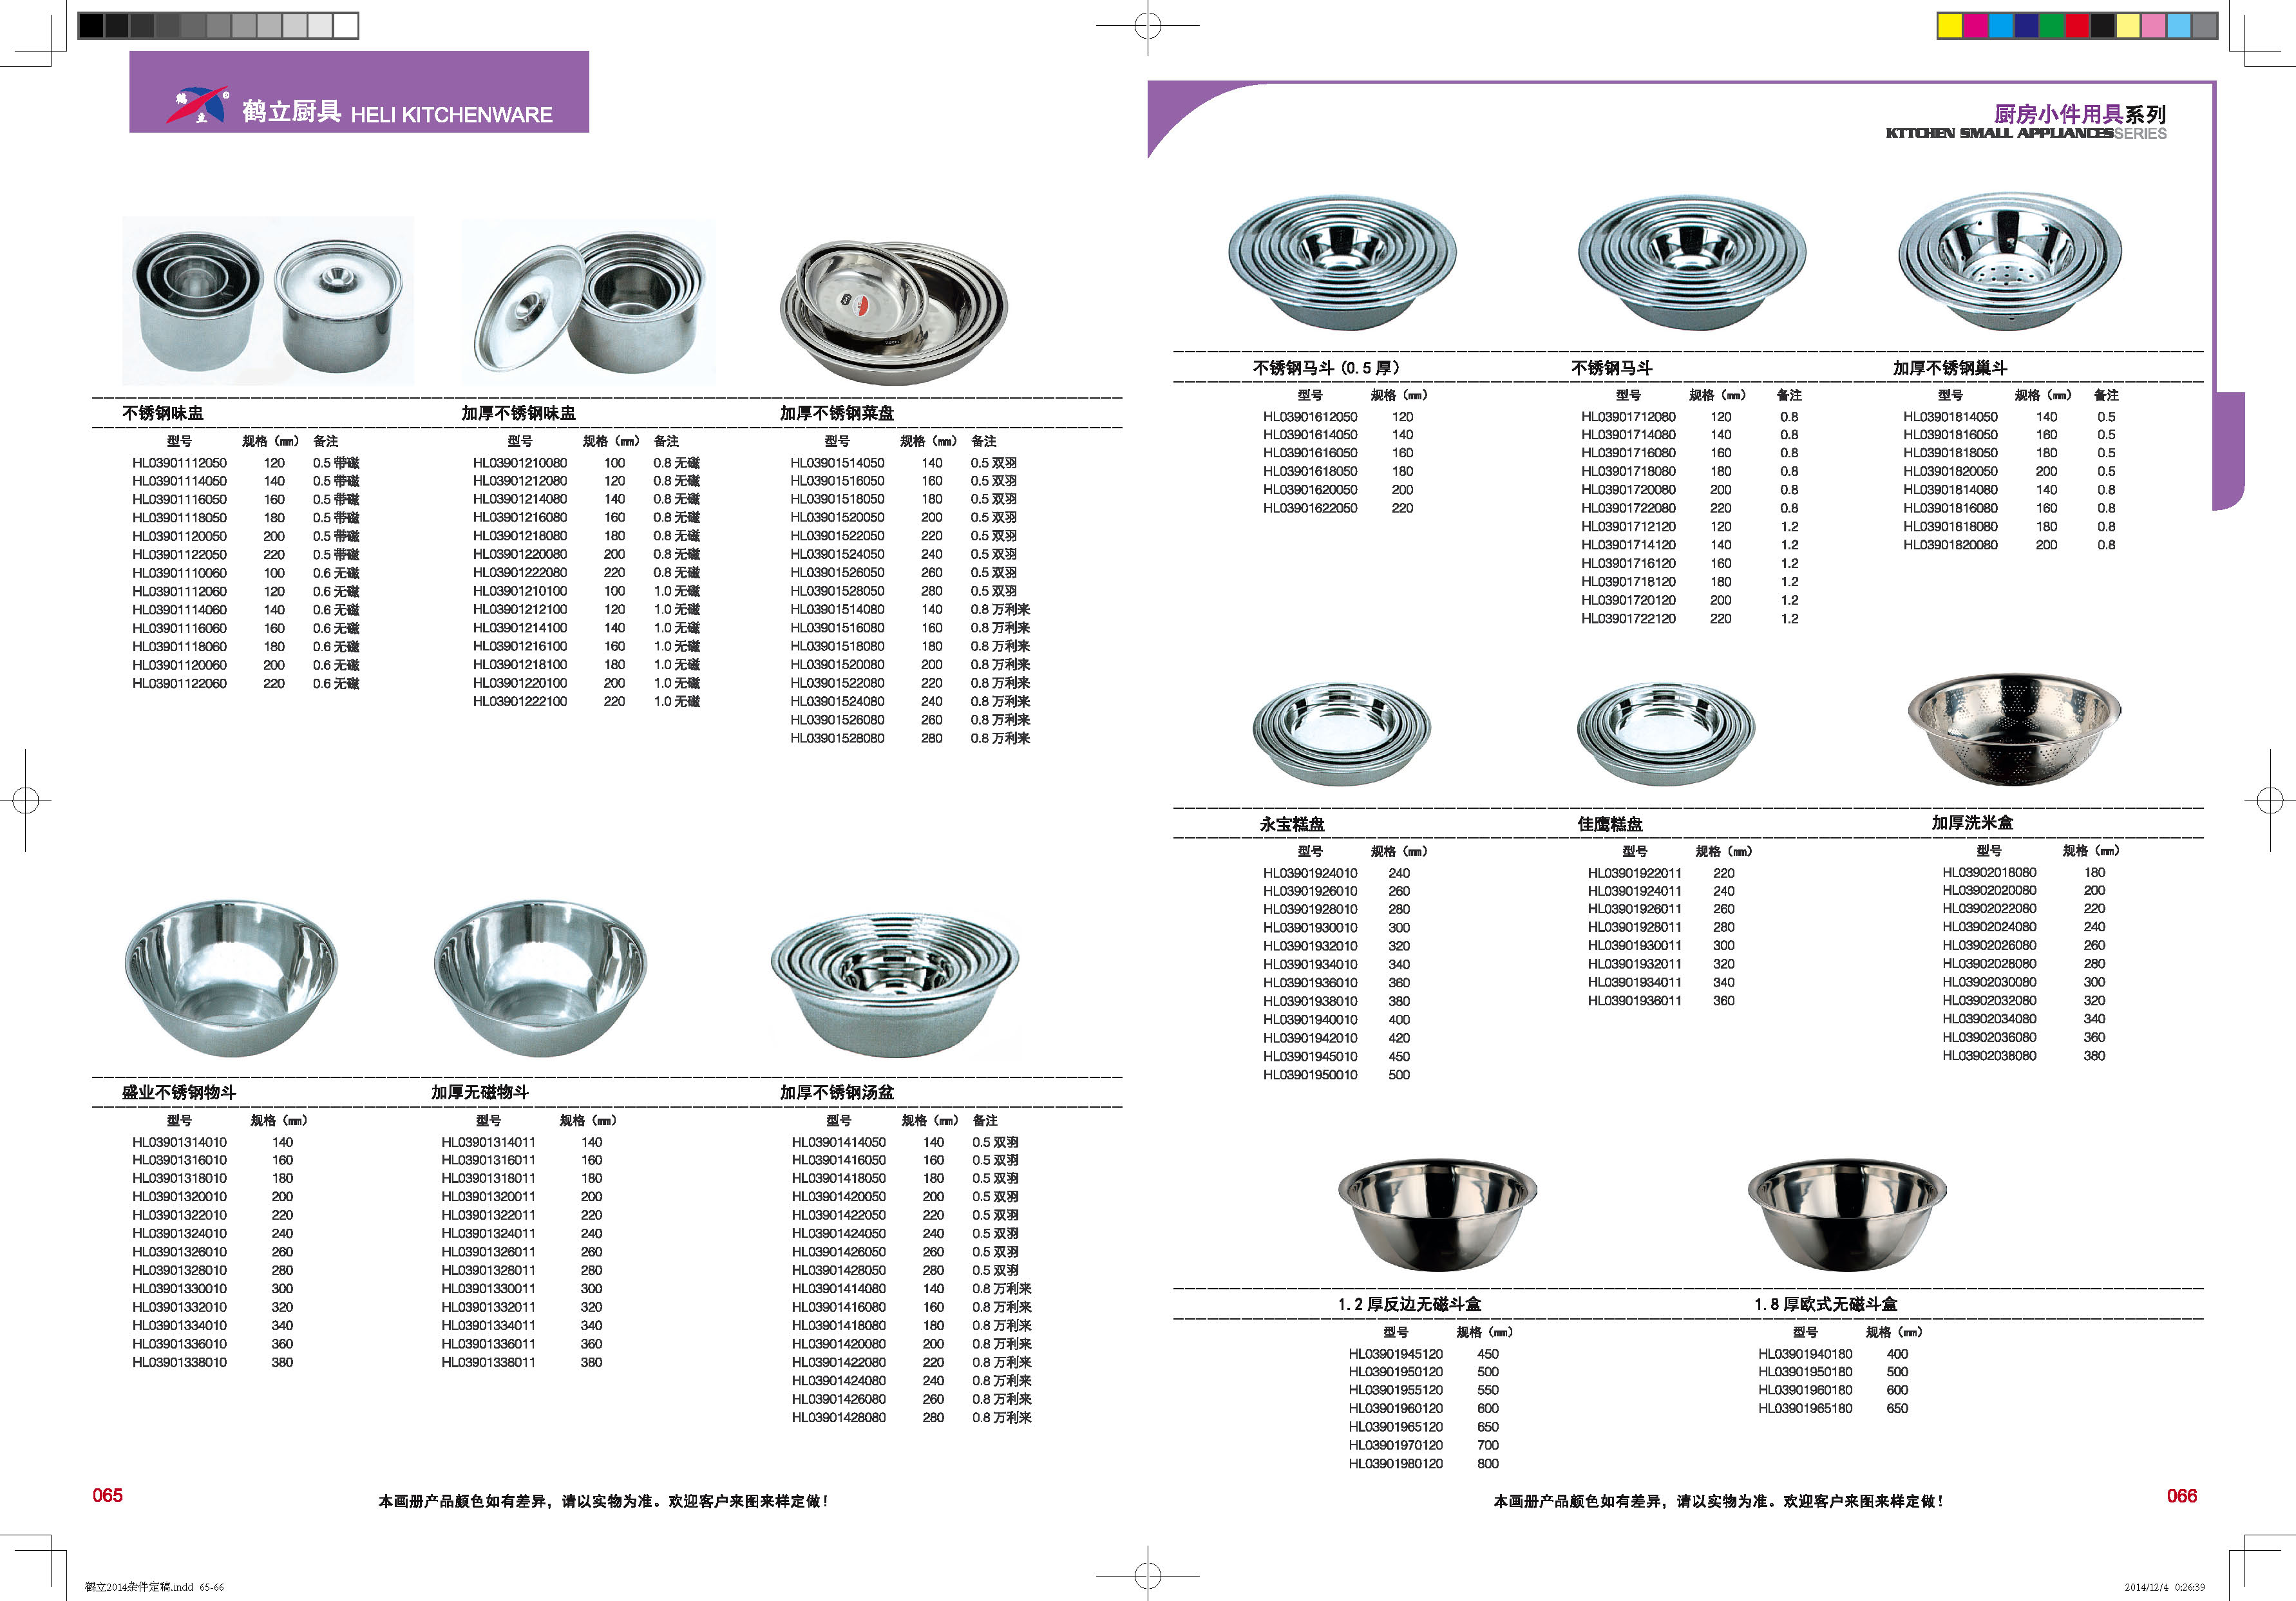 鹤立厨具 HELI KITCHENWARE
鹤
立
®
不锈钢味盅
型号 规格（mm） 备注
HL03901112050 120 0.5 带磁
HL03901114050 140 0.5 带磁
HL03901116050 160 0.5 带磁
HL03901118050 180 0.5 带磁
HL03901120050 200 0.5 带磁
HL03901122050 220 0.5 带磁
HL03901110060 100 0.6 无磁
HL03901112060 120 0.6 无磁
HL03901114060 140 0.6 无磁
HL03901116060 160 0.6 无磁
HL03901118060 180 0.6 无磁
HL03901120060 200 0.6 无磁
HL03901122060 220 0.6 无磁
加厚不锈钢味盅
型号 规格（mm） 备注
HL03901210080 100 0.8 无磁
HL03901212080 120 0.8 无磁
HL03901214080 140 0.8 无磁
HL03901216080 160 0.8 无磁
HL03901218080 180 0.8 无磁
HL03901220080 200 0.8 无磁
HL03901222080 220 0.8 无磁
HL03901210100 100 1.0 无磁
HL03901212100 120 1.0 无磁
HL03901214100 140 1.0 无磁
HL03901216100 160 1.0 无磁
HL03901218100 180 1.0 无磁
HL03901220100 200 1.0 无磁
HL03901222100 220 1.0 无磁
加厚不锈钢菜盘
型号 规格（mm） 备注
HL03901514050 140 0.5 双羽
HL03901516050 160 0.5 双羽
HL03901518050 180 0.5 双羽
HL03901520050 200 0.5 双羽
HL03901522050 220 0.5 双羽
HL03901524050 240 0.5 双羽
HL03901526050 260 0.5 双羽
HL03901528050 280 0.5 双羽
HL03901514080 140 0.8 万利来
HL03901516080 160 0.8 万利来
HL03901518080 180 0.8 万利来
HL03901520080 200 0.8 万利来
HL03901522080 220 0.8 万利来
HL03901524080 240 0.8 万利来
HL03901526080 260 0.8 万利来
HL03901528080 280 0.8 万利来
盛业不锈钢物斗
型号 规格（mm）
HL03901314010 140
HL03901316010 160
HL03901318010 180
HL03901320010 200
HL03901322010 220
HL03901324010 240
HL03901326010 260
HL03901328010 280
HL03901330010 300
HL03901332010 320
HL03901334010 340
HL03901336010 360
HL03901338010 380
加厚无磁物斗
型号 规格（mm）
HL03901314011 140
HL03901316011 160
HL03901318011 180
HL03901320011 200
HL03901322011 220
HL03901324011 240
HL03901326011 260
HL03901328011 280
HL03901330011 300
HL03901332011 320
HL03901334011 340
HL03901336011 360
HL03901338011 380
加厚不锈钢汤盆
型号 规格（mm） 备注
HL03901414050 140 0.5 双羽
HL03901416050 160 0.5 双羽
HL03901418050 180 0.5 双羽
HL03901420050 200 0.5 双羽
HL03901422050 220 0.5 双羽
HL03901424050 240 0.5 双羽
HL03901426050 260 0.5 双羽
HL03901428050 280 0.5 双羽
HL03901414080 140 0.8 万利来
HL03901416080 160 0.8 万利来
HL03901418080 180 0.8 万利来
HL03901420080 200 0.8 万利来
HL03901422080 220 0.8 万利来
HL03901424080 240 0.8 万利来
HL03901426080 260 0.8 万利来
HL03901428080 280 0.8 万利来
065
本画册产品颜色如有差异，请以实物为准。欢迎客户来图来样定做！
厨房小件用具系列
KTTCHEN SMALL APPLIANCESSERIES
不锈钢马斗 (0.5 厚)
型号 规格（mm）
HL03901612050 120
HL03901614050 140
HL03901616050 160
HL03901618050 180
HL03901620050 200
HL03901622050 220
不锈钢马斗
型号 规格（mm） 备注
HL03901712080 120 0.8
HL03901714080 140 0.8
HL03901716080 160 0.8
HL03901718080 180 0.8
HL03901720080 200 0.8
HL03901722080 220 0.8
HL03901712120 120 1.2
HL03901714120 140 1.2
HL03901716120 160 1.2
HL03901718120 180 1.2
HL03901720120 200 1.2
HL03901722120 220 1.2
加厚不锈钢巢斗
型号 规格（mm） 备注
HL03901814050 140 0.5
HL03901816050 160 0.5
HL03901818050 180 0.5
HL03901820050 200 0.5
HL03901814080 140 0.8
HL03901816080 160 0.8
HL03901818080 180 0.8
HL03901820080 200 0.8
永宝糕盘
型号 规格（mm）
HL03901924010 240
HL03901926010 260
HL03901928010 280
HL03901930010 300
HL03901932010 320
HL03901934010 340
HL03901936010 360
HL03901938010 380
HL03901940010 400
HL03901942010 420
HL03901945010 450
HL03901950010 500
佳鹰糕盘
型号 规格（mm）
HL03901922011 220
HL03901924011 240
HL03901926011 260
HL03901928011 280
HL03901930011 300
HL03901932011 320
HL03901934011 340
HL03901936011 360
加厚洗米盒
型号 规格（mm）
HL03902018080 180
HL03902020080 200
HL03902022080 220
HL03902024080 240
HL03902026080 260
HL03902028080 280
HL03902030080 300
HL03902032080 320
HL03902034080 340
HL03902036080 360
HL03902038080 380
1.2 厚反边无磁斗盒
型号 规格（mm）
HL03901945120 450
HL03901950120 500
HL03901955120 550
HL03901960120 600
HL03901965120 650
HL03901970120 700
HL03901980120 800
1.8 厚欧式无磁斗盒
型号 规格（mm）
HL03901940180 400
HL03901950180 500
HL03901960180 600
HL03901965180 650
本画册产品颜色如有差异，请以实物为准。欢迎客户来图来样定做！
066
鹤立2014杂件定稿.indd 65-66
2014/12/4 0:26:39